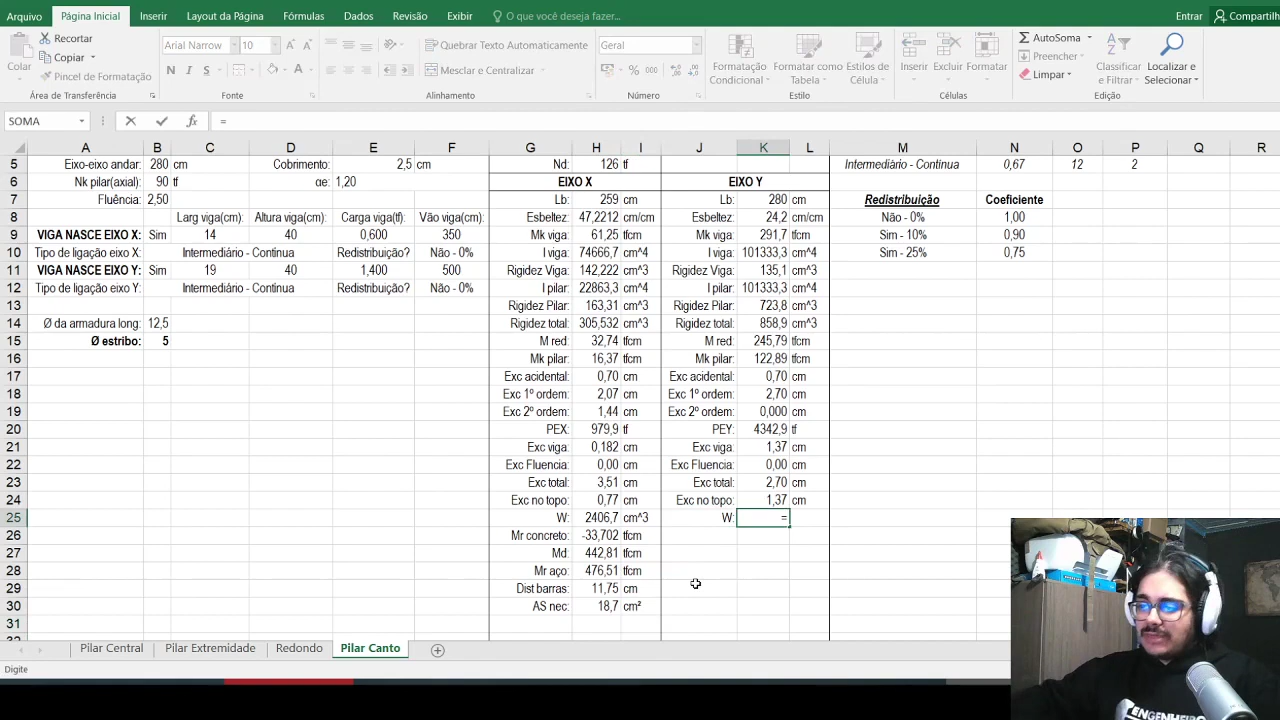 Arquivo Página Inicial Inserir Layout da Página Fórmulas Dados Revisão Exibir O que você deseja fazer... Entrar Compartilh
Recortar Arial Narrow 10 Quebrar Texto Automaticamente Geral AutoSoma
Colar Copiar Formatação Condicional Formatar como Tabela Estilos de Célula Inserir Excluir Formatar Preencher Classificar e Filtrar Localizar e Selecionar
Pincel de Formatação N I S Mesclar e Centralizar % 000 Limpar
Área de Transferência Fonte Alinhamento Número Estilo Células Edição
SOMA fx =
A B C D E F G H I J K L M N O P Q R
5 Eixo-eixo andar: 280 cm Cobrimento: 2,5 cm Nd: 126 tf Intermediário - Continua 0,67 12 2
6 Nk pilar(axial): 90 tf αe: 1,20 EIXO X EIXO Y
7 Fluência: 2,50 Lb: 259 cm Lb: 280 cm Redistribuição Coeficiente
8 Larg viga(cm): Altura viga(cm): Carga viga(tf): Vão viga(cm): Esbeltez: 47,2212 cm/cm Esbeltez: 24,2 cm/cm Não - 0% 1,00
9 VIGA NASCE EIXO X: Sim 14 40 0,600 350 Mk viga: 61,25 tfcm Mk viga: 291,7 tfcm Sim - 10% 0,90
10 Tipo de ligação eixo X: Intermediário - Continua Redistribuição? Não - 0% I viga: 74666,7 cm^4 I viga: 101333,3 cm^4 Sim - 25% 0,75
11 VIGA NASCE EIXO Y: Sim 19 40 1,400 500 Rigidez Viga: 142,222 cm^3 Rigidez Viga: 135,1 cm^3
12 Tipo de ligação eixo Y: Intermediário - Continua Redistribuição? Não - 0% I pilar: 22863,3 cm^4 I pilar: 101333,3 cm^4
13 Rigidez Pilar: 163,31 cm^3 Rigidez Pilar: 723,8 cm^3
14 Ø da armadura long: 12,5 Rigidez total: 305,532 cm^3 Rigidez total: 858,9 cm^3
15 Ø estribo: 5 M red: 32,74 tfcm M red: 245,79 tfcm
16 Mk pilar: 16,37 tfcm Mk pilar: 122,89 tfcm
17 Exc acidental: 0,70 cm Exc acidental: 0,70 cm
18 Exc 1º ordem: 2,07 cm Exc 1º ordem: 2,70 cm
19 Exc 2º ordem: 1,44 cm Exc 2º ordem: 0,000 cm
20 PEX: 979,9 tf PEY: 4342,9 tf
21 Exc viga: 0,182 cm Exc viga: 1,37 cm
22 Exc Fluencia: 0,00 cm Exc Fluencia: 0,00 cm
23 Exc total: 3,51 cm Exc total: 2,70 cm
24 Exc no topo: 0,77 cm Exc no topo: 1,37 cm
25 W: 2406,7 cm^3 W: =
26 Mr concreto: -33,702 tfcm
27 Md: 442,81 tfcm
28 Mr aço: 476,51 tfcm
29 Dist barras: 11,75 cm
30 AS nec: 18,7 cm²
31
Pilar Central Pilar Extremidade Redondo Pilar Canto
Digite
ENGENHEIRO